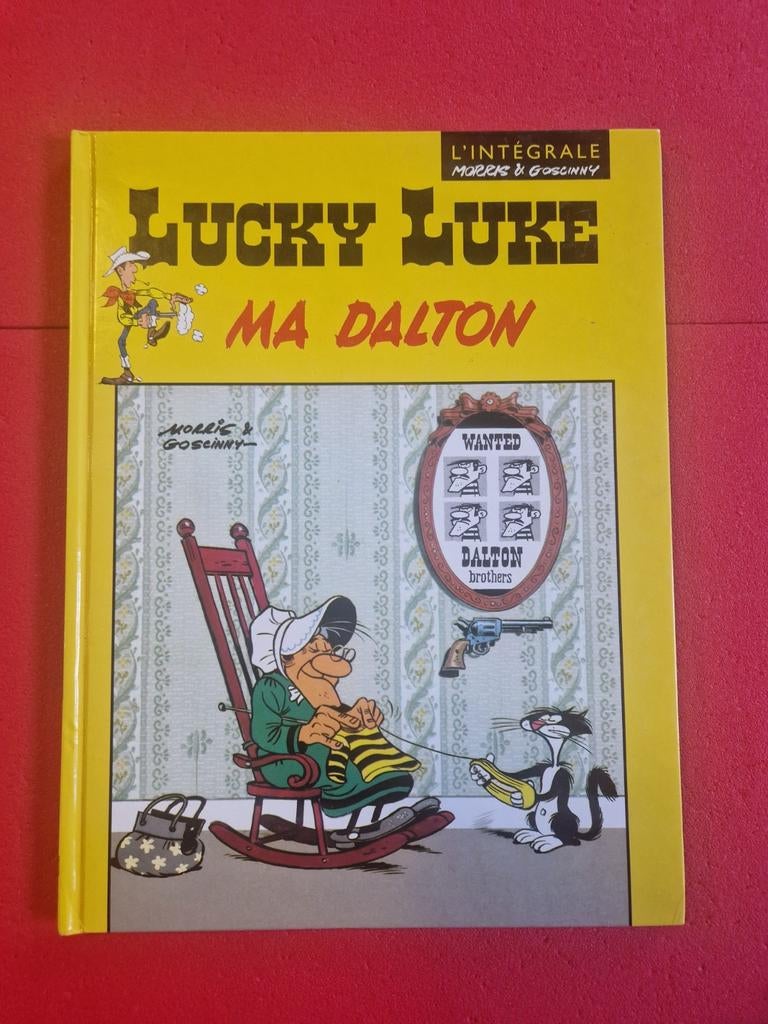 L'INTÉGRALE
MORRIS & GOSCINNY
LUCKY LUKE
MA DALTON
MORRIS &
GOSCINNY
WANTED
DALTON
brothers